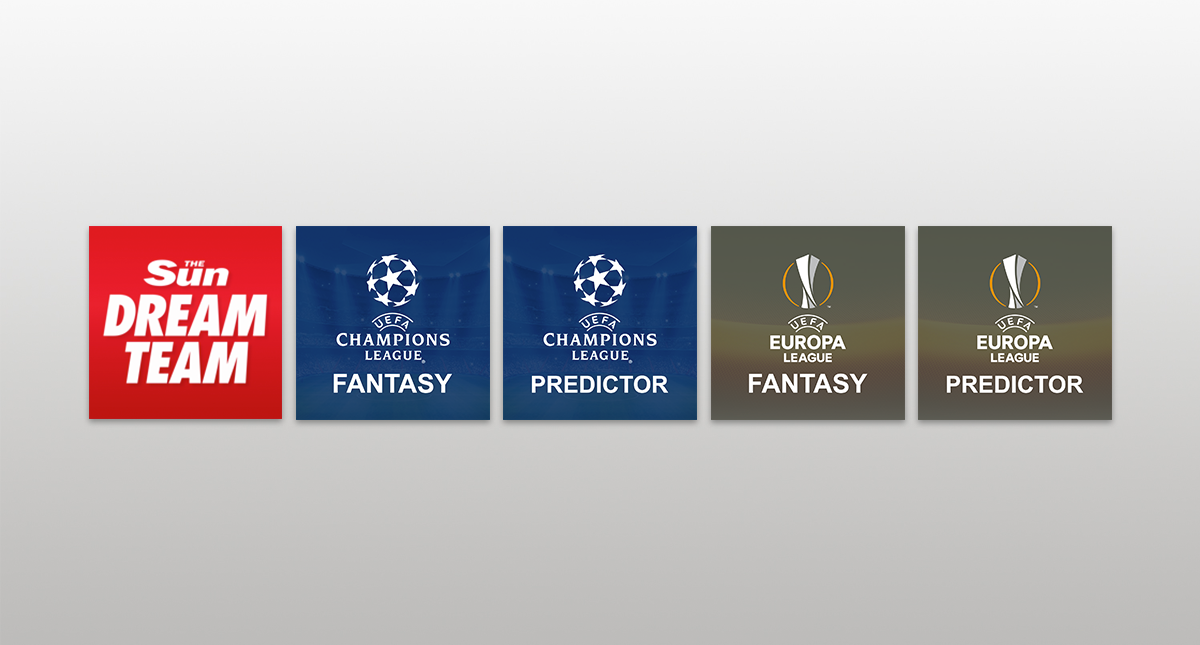 THE
Sun
DREAM
TEAM
UEFA
CHAMPIONS
LEAGUE®
FANTASY
UEFA
CHAMPIONS
LEAGUE®
PREDICTOR
UEFA
EUROPA
LEAGUE
FANTASY
UEFA
EUROPA
LEAGUE
PREDICTOR